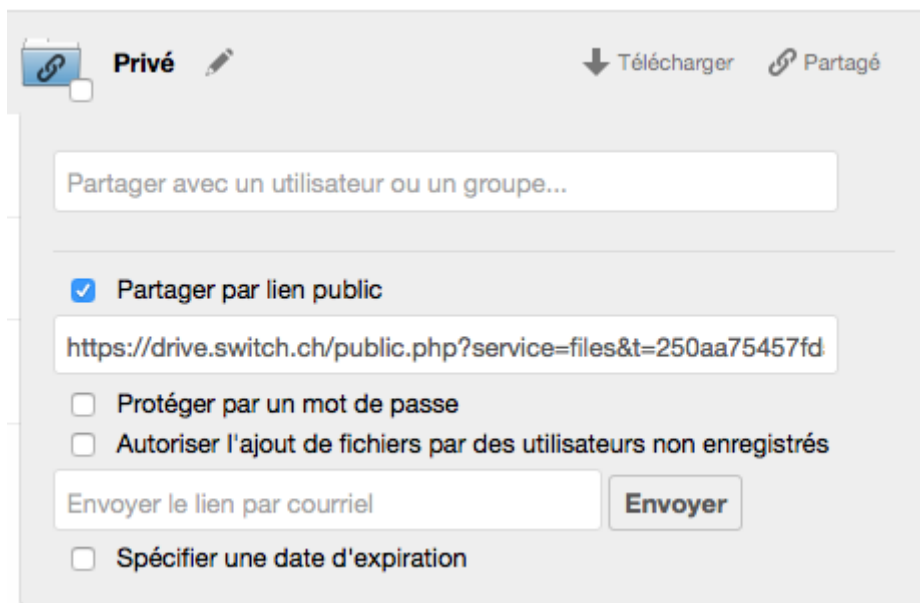 Privé Télécharger Partagé
Partager avec un utilisateur ou un groupe...
Partager par lien public
https://drive.switch.ch/public.php?service=files&t=250aa75457fd
Protéger par un mot de passe
Autoriser l'ajout de fichiers par des utilisateurs non enregistrés
Envoyer le lien par courriel Envoyer
Spécifier une date d'expiration